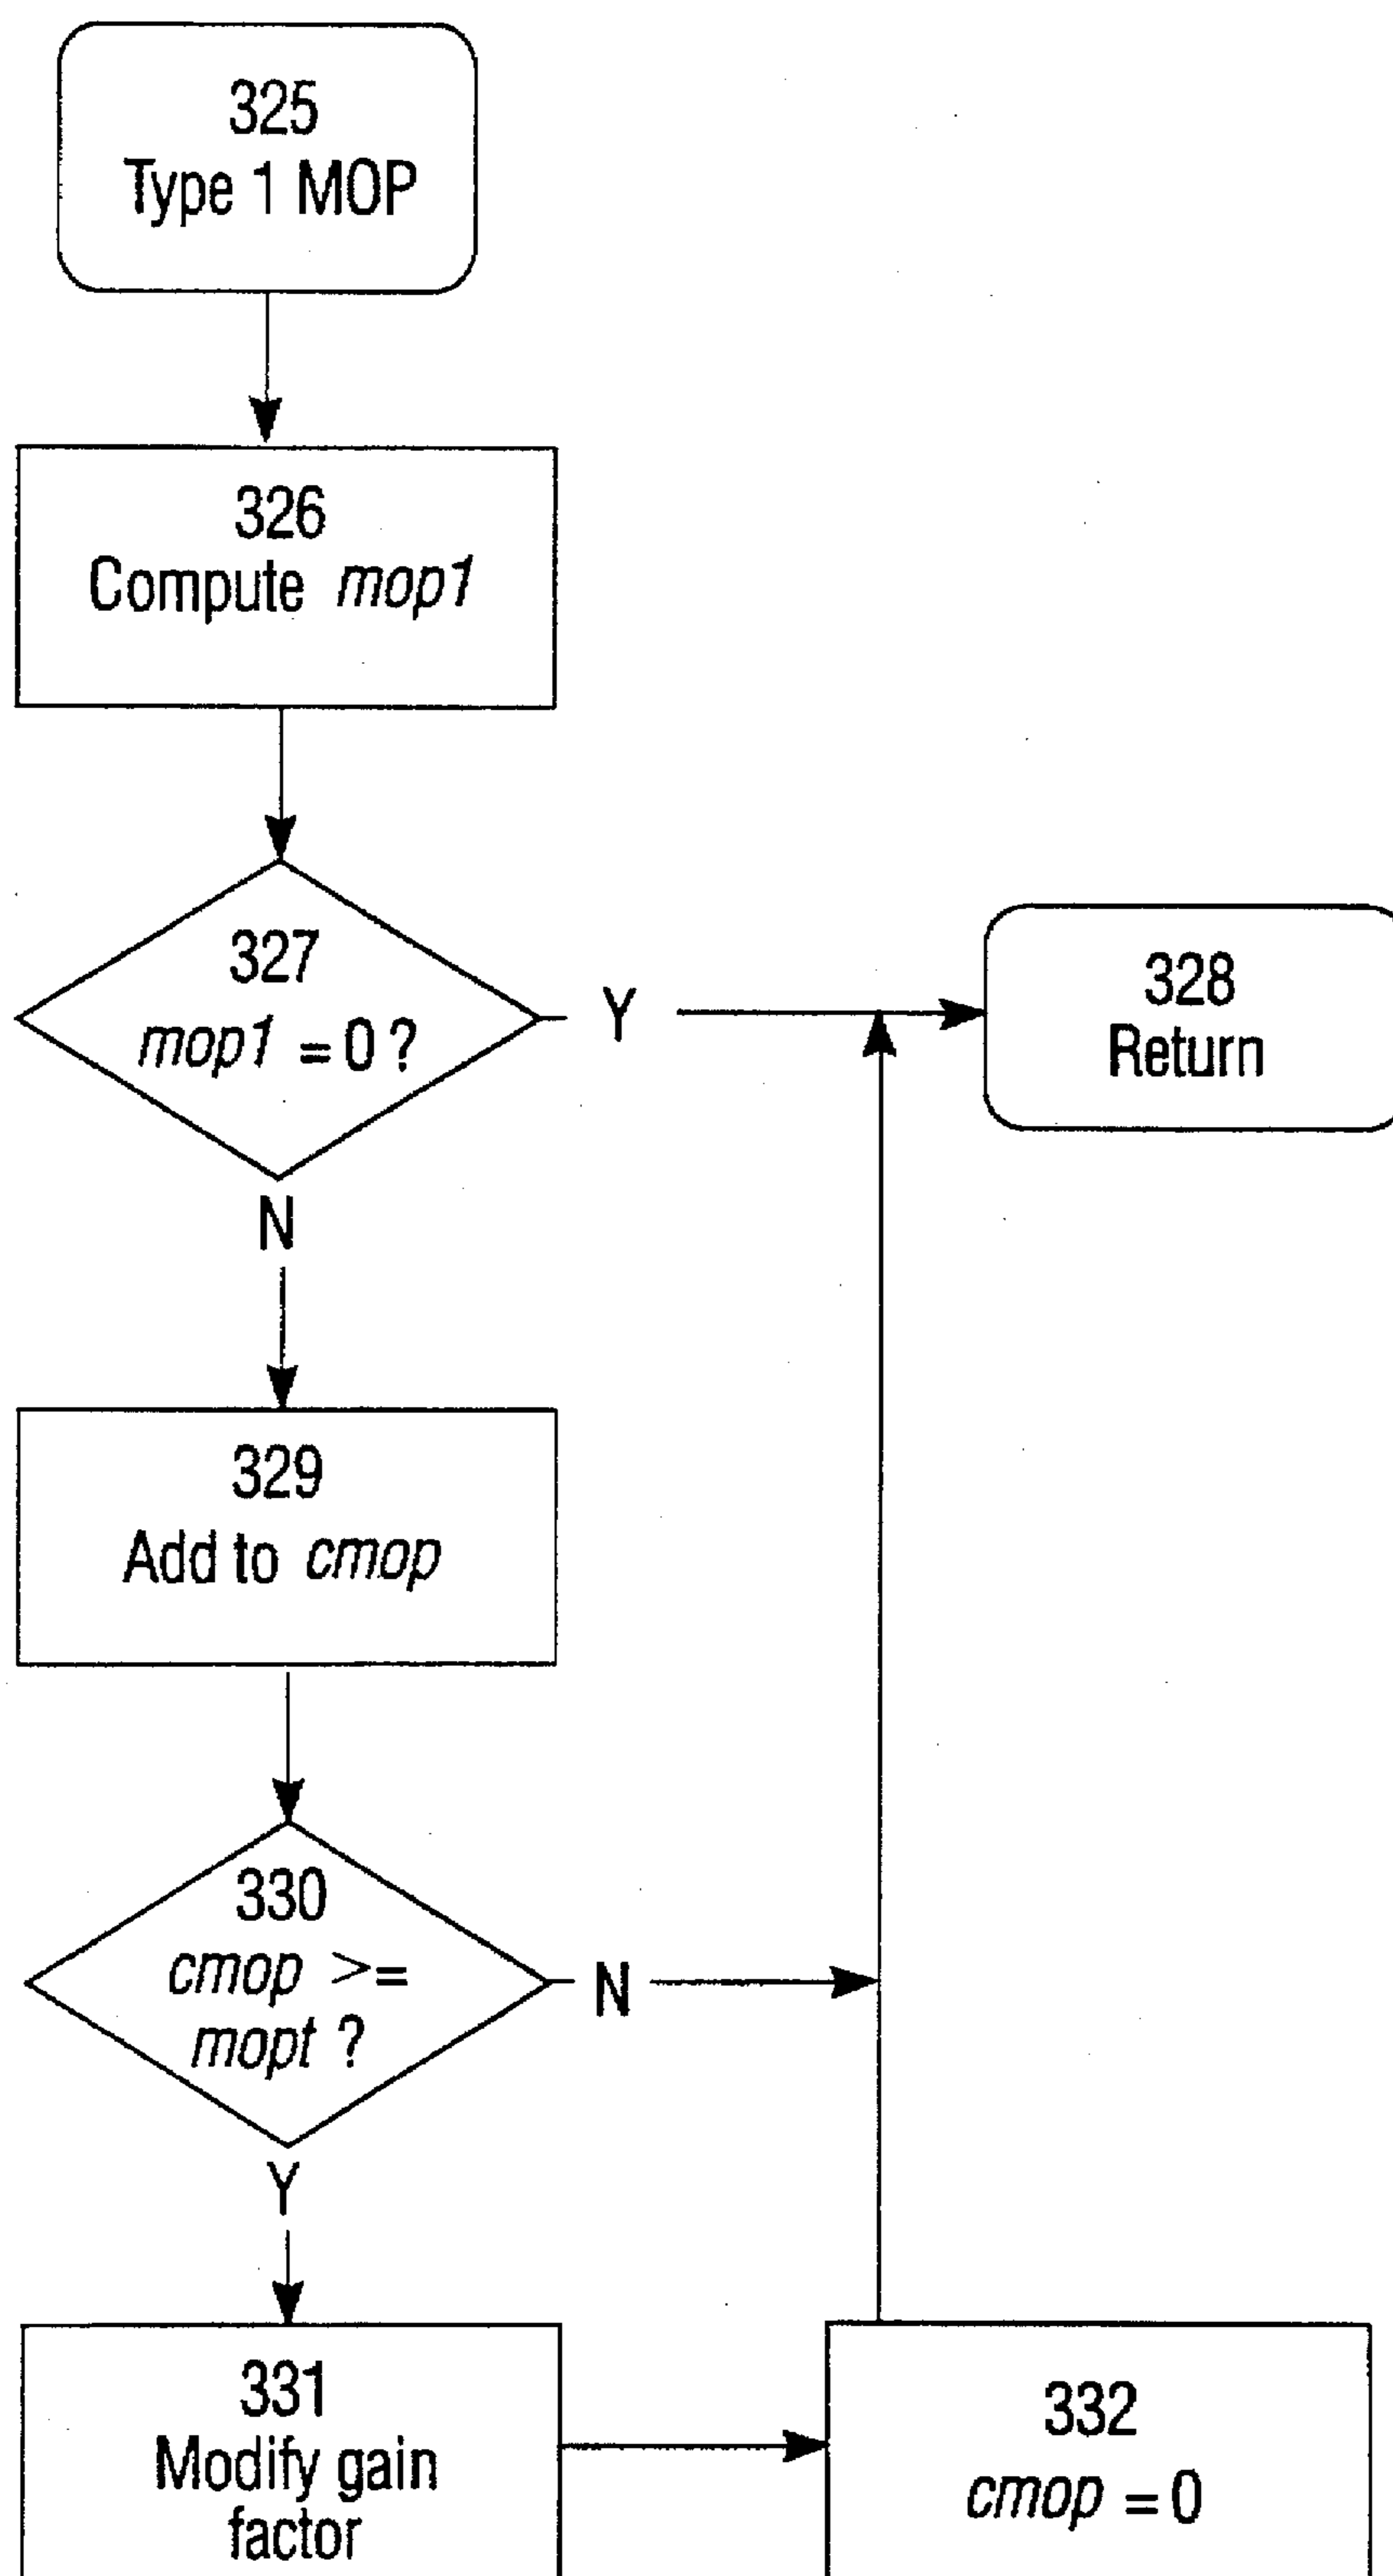 325
Type 1 MOP
326
Compute mop1
327
mop1 = 0 ?
Y
328
Return
N
329
Add to cmop
330
cmop >=
mopt ?
N
Y
331
Modify gain
factor
332
cmop = 0